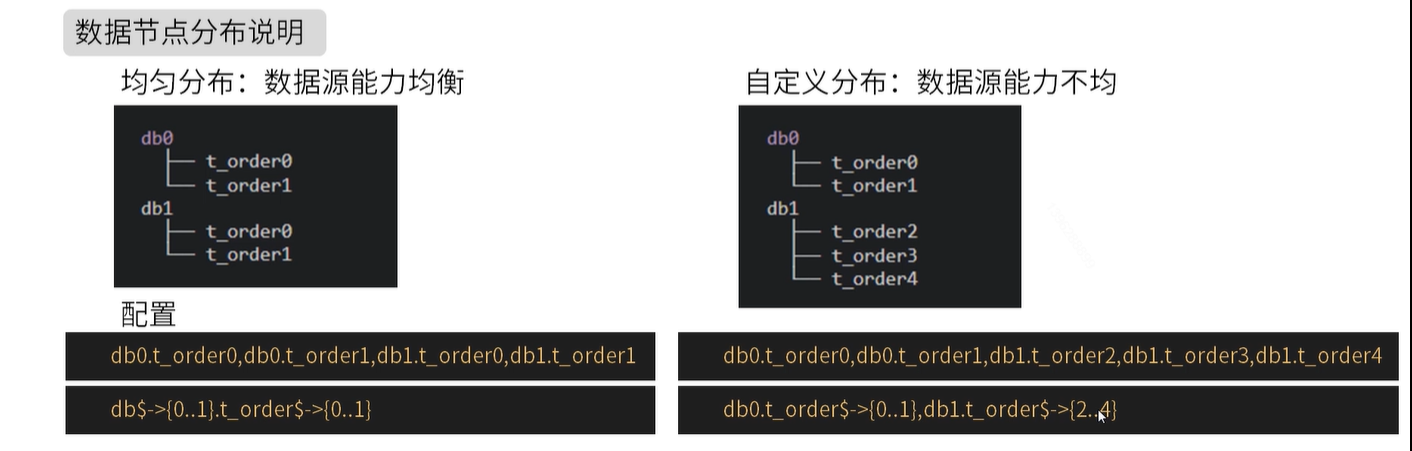 数据节点分布说明
均匀分布：数据源能力均衡
db0
t_order0
t_order1
db1
t_order0
t_order1
配置
db0.t_order0,db0.t_order1,db1.t_order0,db1.t_order1
db$->{0..1}.t_order$->{0..1}
自定义分布：数据源能力不均
db0
t_order0
t_order1
db1
t_order2
t_order3
t_order4
db0.t_order0,db0.t_order1,db1.t_order2,db1.t_order3,db1.t_order4
db0.t_order$->{0..1},db1.t_order$->{2..4}